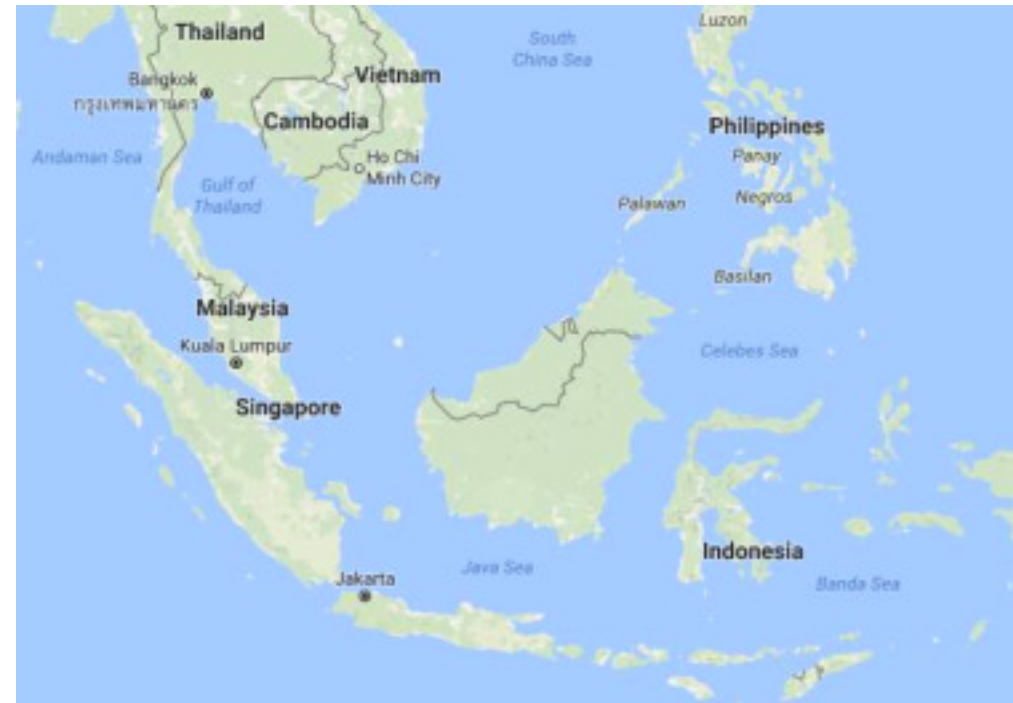 Luzon
Thailand
South
China Sea
Vietnam
Bangkok
กรุงเทพมหานคร
Cambodia
Philippines
Andaman Sea
Ho Chi
Minh City
Panay
Gulf of
Thailand
Negros
Palawan
Basilan
Malaysia
Kuala Lumpur
Celebes Sea
Singapore
Indonesia
Java Sea
Jakarta
Banda Sea